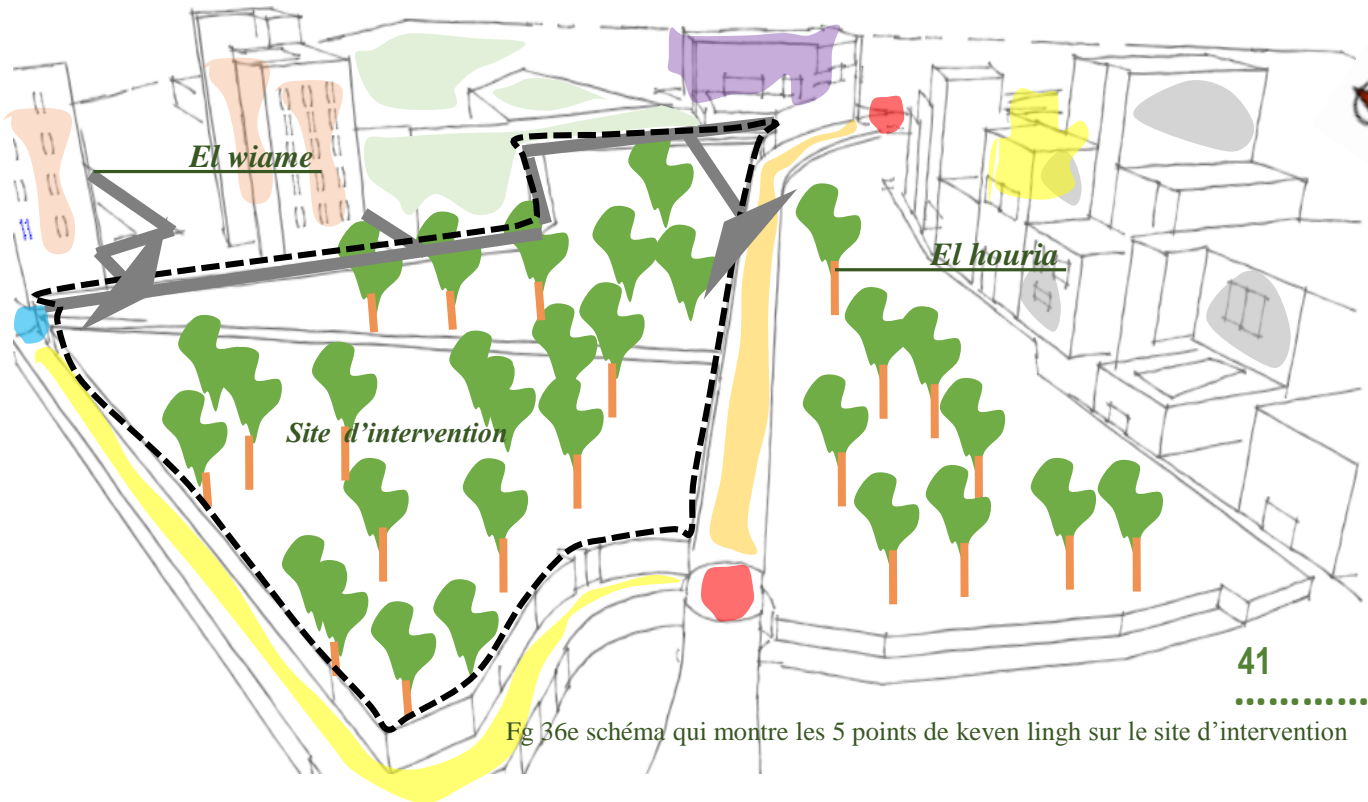 El wiame
El houria
Site d'intervention
41
Fg 36e schéma qui montre les 5 points de keven lingh sur le site d'intervention